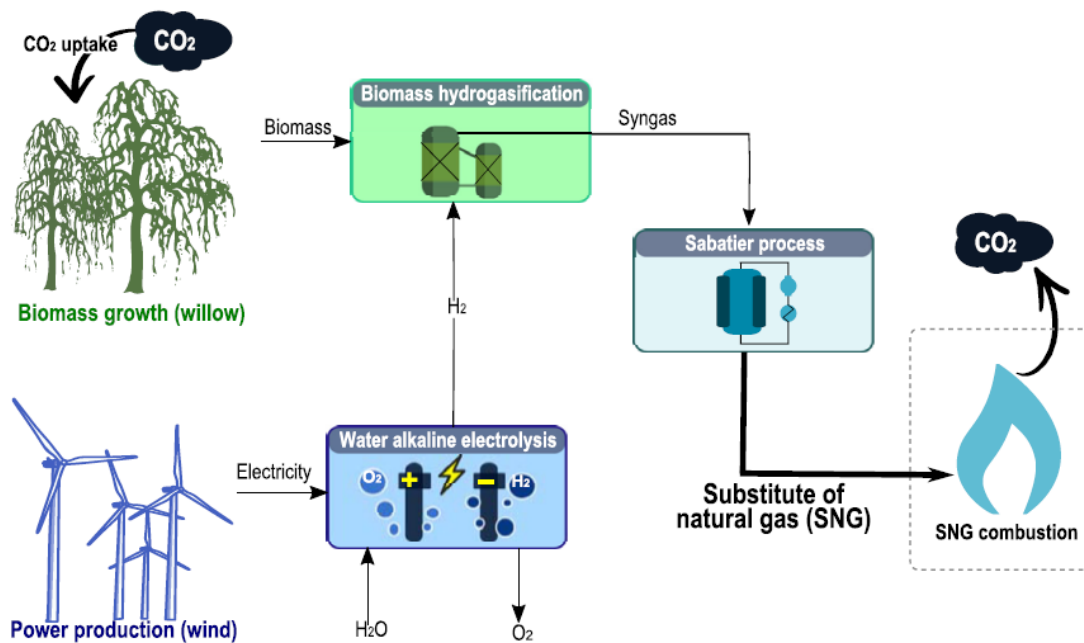 CO₂ uptake
CO₂
Biomass growth (willow)
Biomass
Biomass hydrogasification
Syngas
Sabatier process
CO₂
H₂
Power production (wind)
Electricity
Water alkaline electrolysis
O₂
+
−
H₂
H₂O
O₂
Substitute of
natural gas (SNG)
SNG combustion